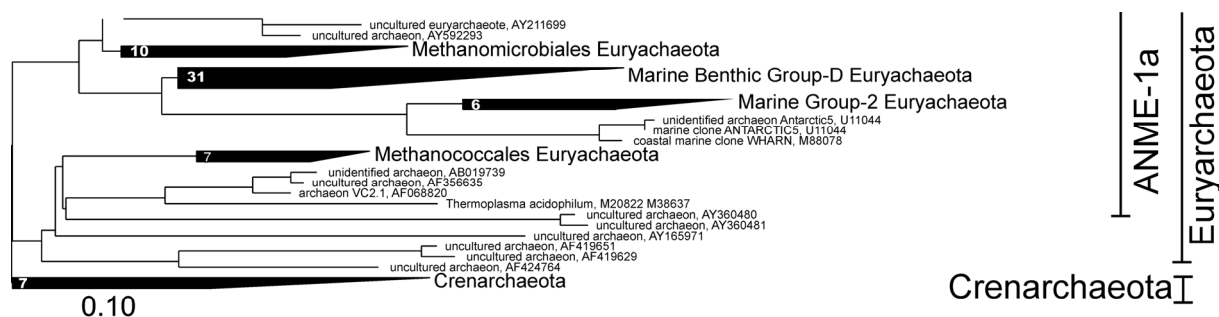 uncultured euryarchaeote, AY211699
uncultured archaeon, AY592293
10
Methanomicrobiales Euryachaeota
31
Marine Benthic Group-D Euryachaeota
6
Marine Group-2 Euryachaeota
unidentified archaeon Antarctic5, U11044
marine clone ANTARCTIC5, U11044
coastal marine clone WHARN, M88078
7
Methanococcales Euryachaeota
unidentified archaeon, AB019739
uncultured archaeon, AF356635
archaeon VC2.1, AF068820
Thermoplasma acidophilum, M20822 M38637
uncultured archaeon, AY360480
uncultured archaeon, AY360481
uncultured archaeon, AY165971
uncultured archaeon, AF419651
uncultured archaeon, AF419629
uncultured archaeon, AF424764
7
Crenarchaeota
0.10
ANME-1a
Euryarchaeota
Crenarchaeota